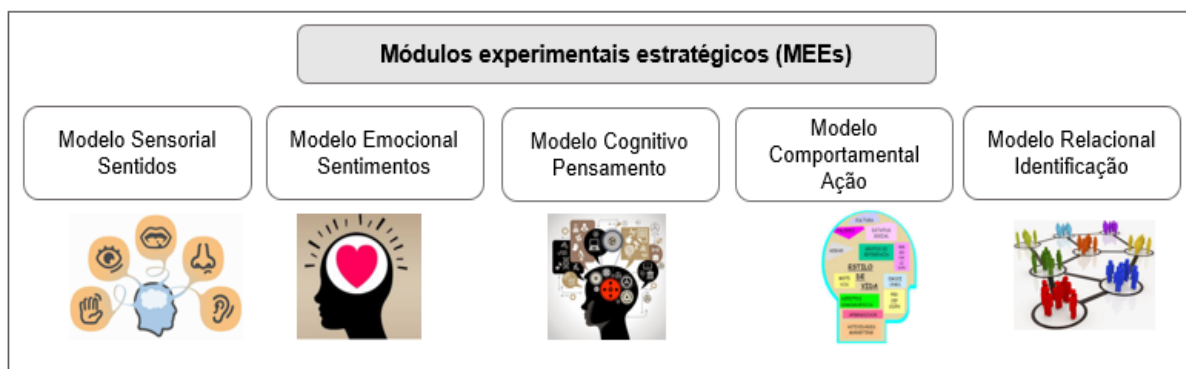 Módulos experimentais estratégicos (MEEs)
Modelo Sensorial
Sentidos
Modelo Emocional
Sentimentos
Modelo Cognitivo
Pensamento
Modelo
Comportamental
Ação
Modelo Relacional
Identificação
CULTURA
ESTILO
DE
VIDA